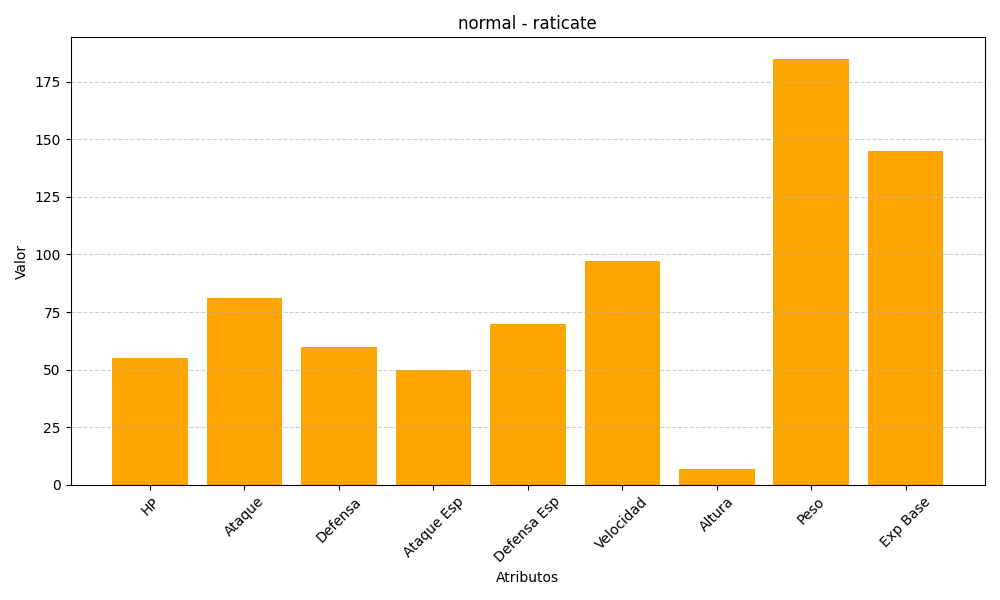 normal - raticate
Valor
175
150
125
100
75
50
25
0
HP
Ataque
Defensa
Ataque Esp
Defensa Esp
Velocidad
Altura
Peso
Exp Base
Atributos